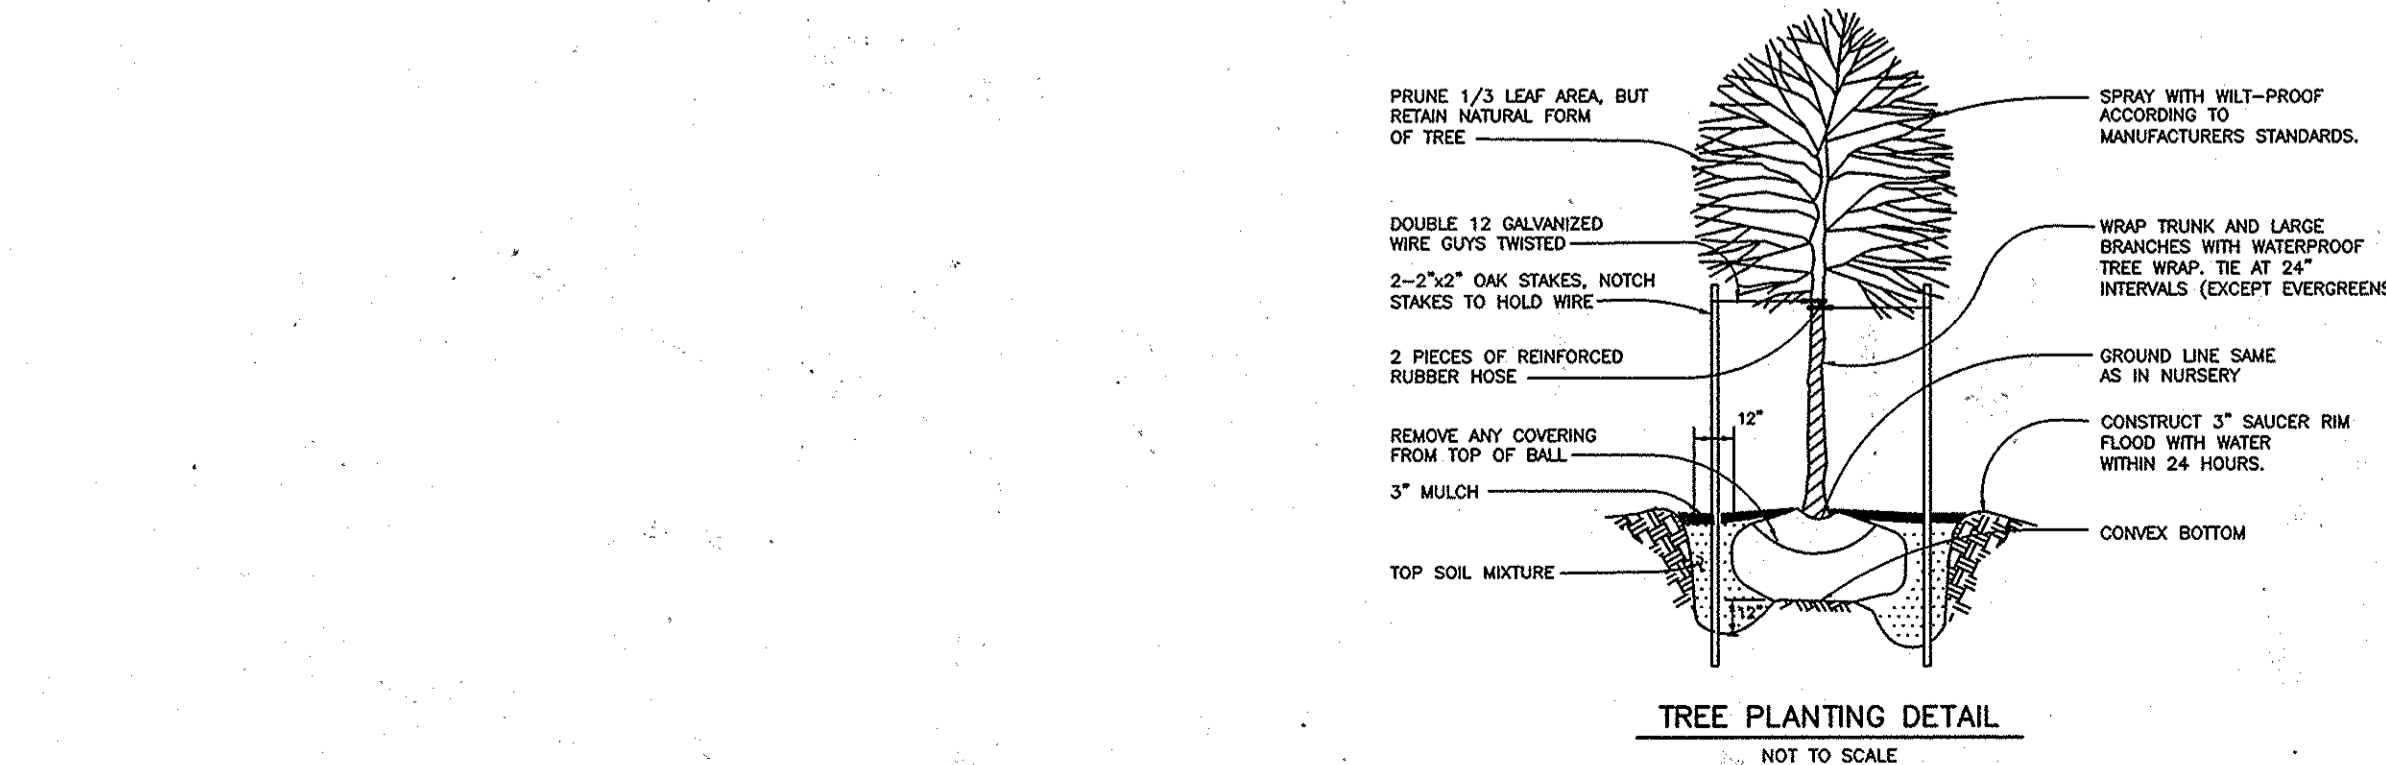 PRUNE 1/3 LEAF AREA, BUT
RETAIN NATURAL FORM
OF TREE
DOUBLE 12 GALVANIZED
WIRE GUYS TWISTED
2-2"x2" OAK STAKES, NOTCH
STAKES TO HOLD WIRE
2 PIECES OF REINFORCED
RUBBER HOSE
REMOVE ANY COVERING
FROM TOP OF BALL
3" MULCH
TOP SOIL MIXTURE
12"
12"
SPRAY WITH WILT-PROOF
ACCORDING TO
MANUFACTURERS STANDARDS.
WRAP TRUNK AND LARGE
BRANCHES WITH WATERPROOF
TREE WRAP. TIE AT 24"
INTERVALS (EXCEPT EVERGREENS
GROUND LINE SAME
AS IN NURSERY
CONSTRUCT 3" SAUCER RIM
FLOOD WITH WATER
WITHIN 24 HOURS.
CONVEX BOTTOM
TREE PLANTING DETAIL
NOT TO SCALE